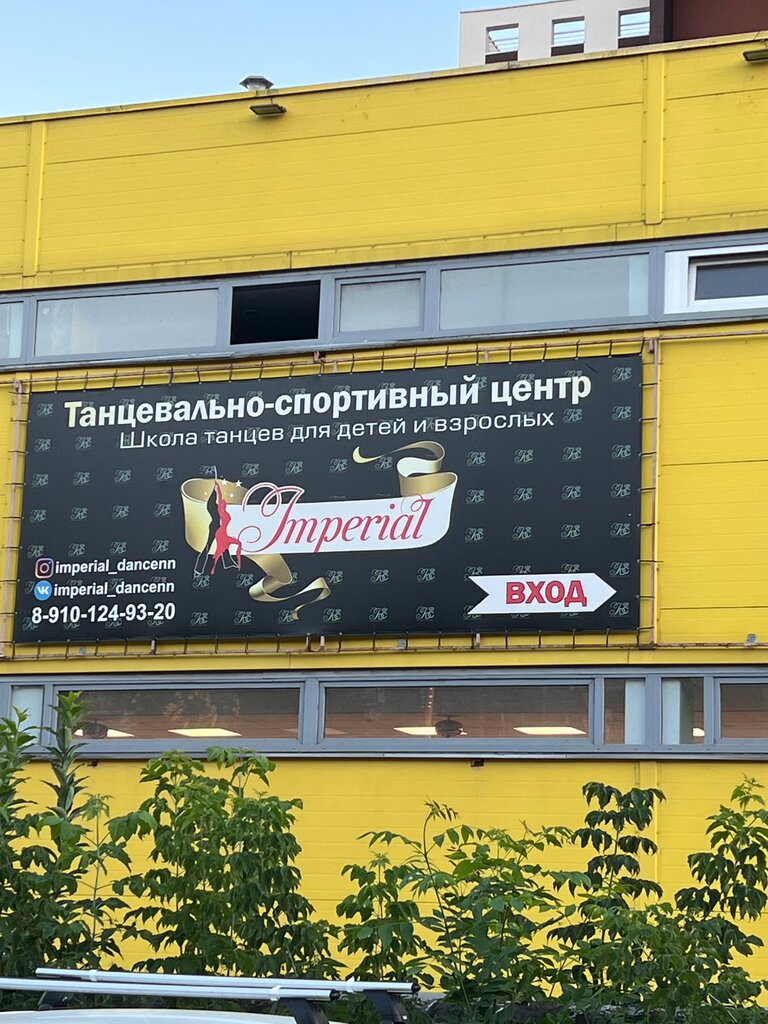 Танцевально-спортивный центр
Школа танцев для детей и взрослых
Imperial
imperial_dancenn
imperial_dancenn
8-910-124-93-20
ВХОД